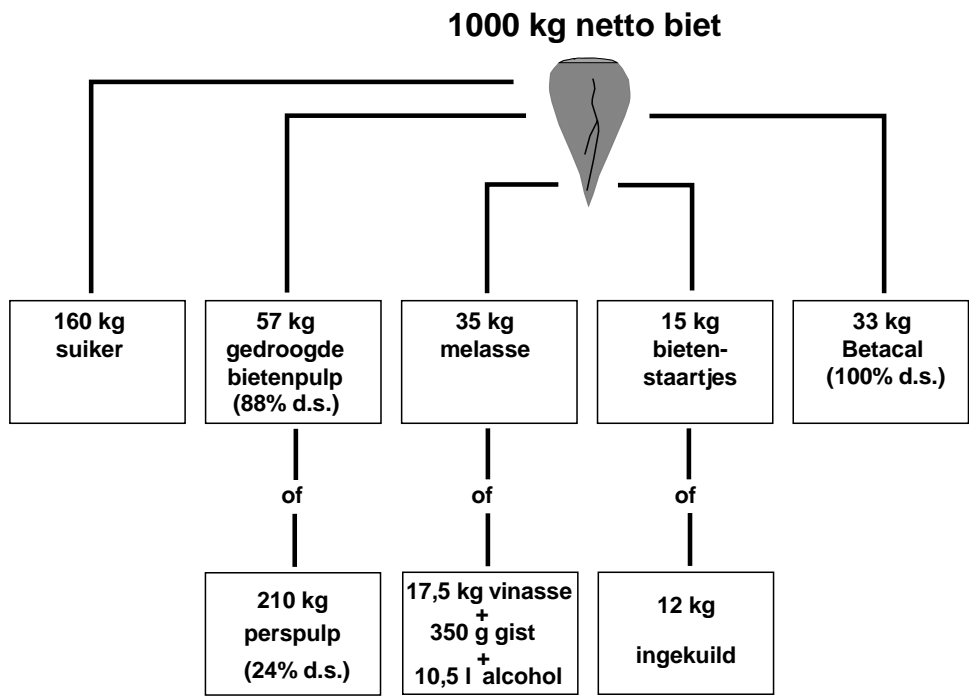 1000 kg netto biet
160 kg
suiker
57 kg
gedroogde
bietenpulp
(88% d.s.)
35 kg
melasse
15 kg
bieten-
staartjes
33 kg
Betacal
(100% d.s.)
of
of
of
210 kg
perspulp
(24% d.s.)
17,5 kg vinasse
+
350 g gist
+
10,5 l alcohol
12 kg
ingekuild